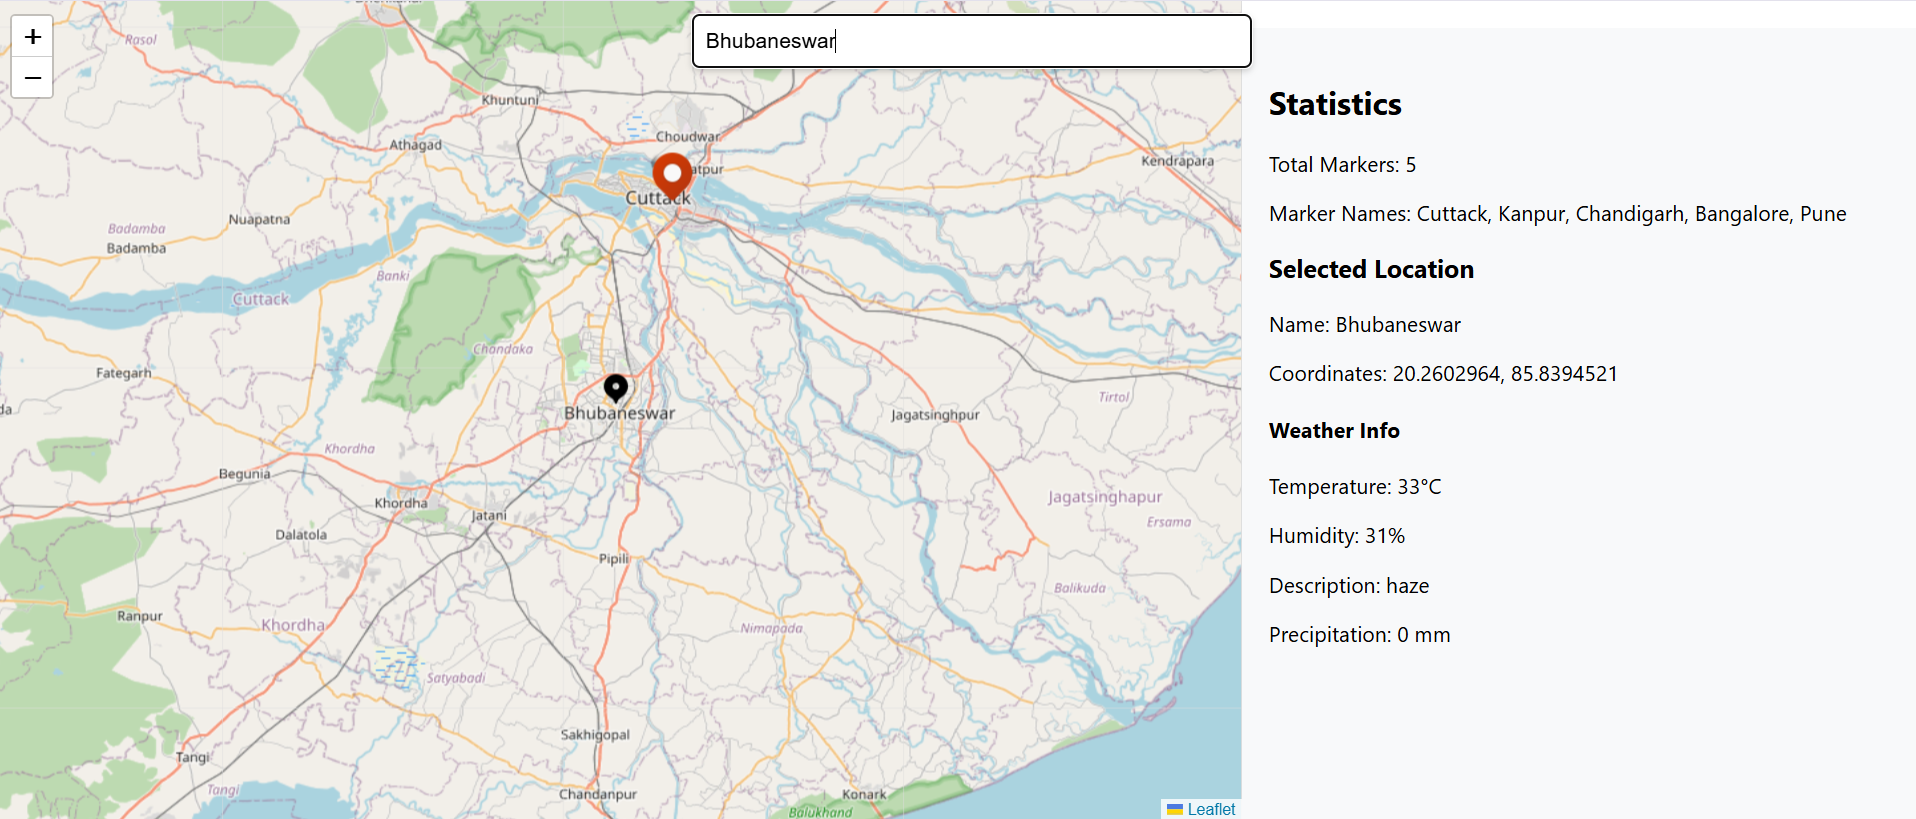 Dhenkanal
Rasol
+
−
Bhubaneswar
Khuntuni
Choudwar
Athagad
Kendrapara
Cuttack
Nuapatna
Badamba
Badamba
Banki
Cuttack
Chandaka
Fategarh
Tirtol
Bhubaneswar
Jagatsinghpur
Khordha
Begunia
Khordha
Jagatsinghapur
Jatani
Ersama
Dalatola
Pipili
Balikuda
Ranpur
Khordha
Nimapada
Satyabadi
Sakhigopal
Tangi
Tangi
Chandanpur
Konark
Balukhand
Leaflet
Statistics
Total Markers: 5
Marker Names: Cuttack, Kanpur, Chandigarh, Bangalore, Pune
Selected Location
Name: Bhubaneswar
Coordinates: 20.2602964, 85.8394521
Weather Info
Temperature: 33°C
Humidity: 31%
Description: haze
Precipitation: 0 mm